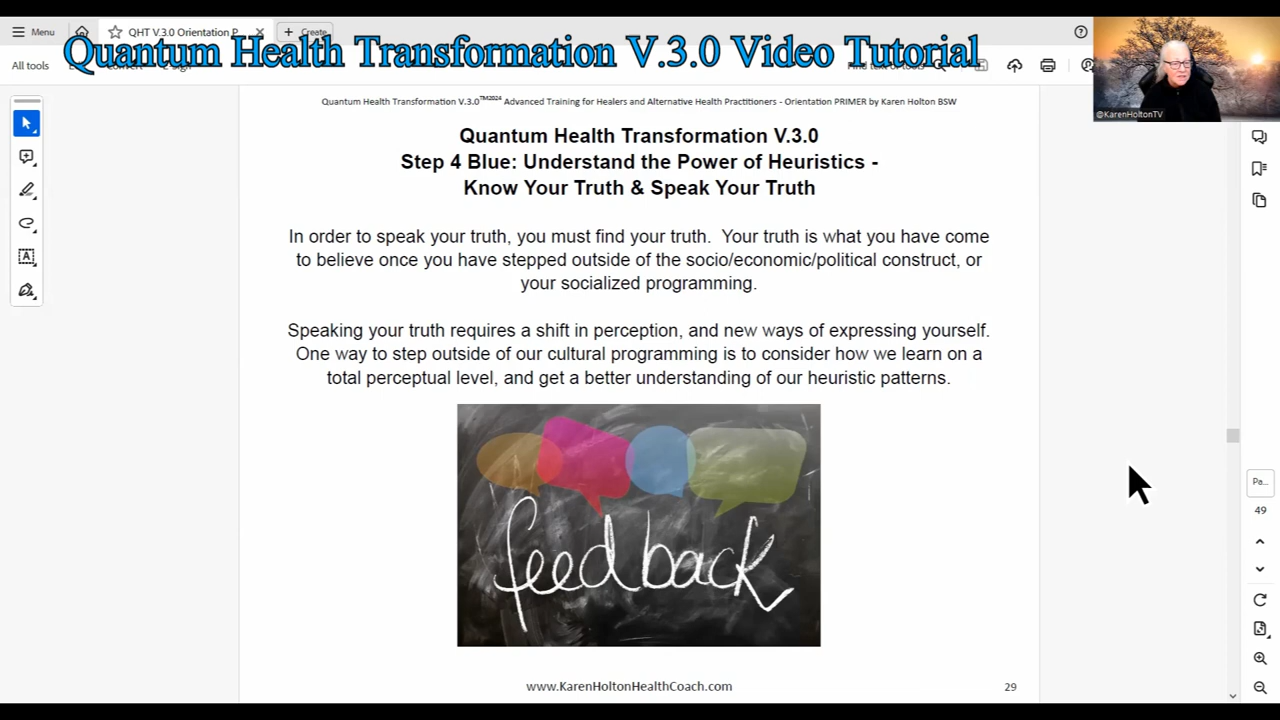 Menu
QHT V.3.0 Orientation P
Create
Quantum Health Transformation V.3.0 Video Tutorial
All tools
@KarenHoltonTV
Quantum Health Transformation V.3.0™2024 Advanced Training for Healers and Alternative Health Practitioners - Orientation PRIMER by Karen Holton BSW
Quantum Health Transformation V.3.0
Step 4 Blue: Understand the Power of Heuristics -
Know Your Truth & Speak Your Truth
In order to speak your truth, you must find your truth. Your truth is what you have come
to believe once you have stepped outside of the socio/economic/political construct, or
your socialized programming.
Speaking your truth requires a shift in perception, and new ways of expressing yourself.
One way to step outside of our cultural programming is to consider how we learn on a
total perceptual level, and get a better understanding of our heuristic patterns.
feedback
Pa...
49
www.KarenHoltonHealthCoach.com
29